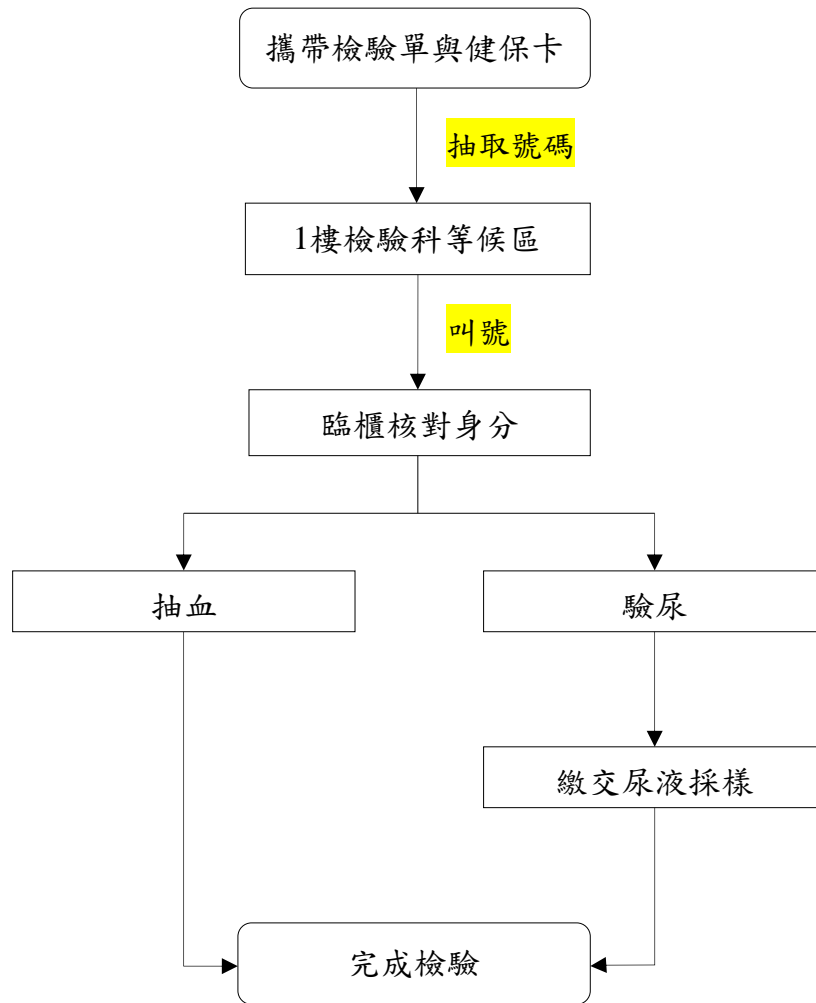 攜帶檢驗單與健保卡
抽取號碼
1樓檢驗科等候區
叫號
臨櫃核對身分
抽血
驗尿
繳交尿液採樣
完成檢驗